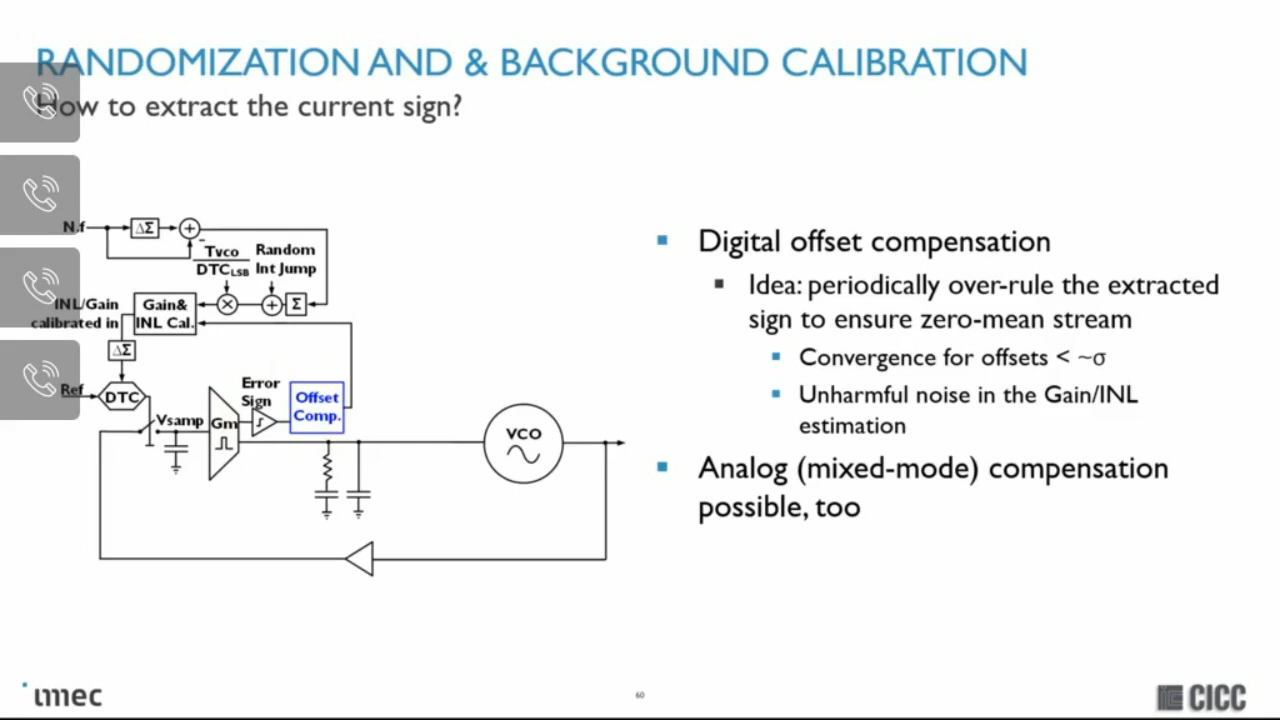 RANDOMIZATION AND & BACKGROUND CALIBRATION
How to extract the current sign?
N.f
ΔΣ
+
-
Tvco
DTCLSB
Random
Int Jump
INL/Gain
calibrated in
Gain&
INL Cal.
×
+
Σ
ΔΣ
Ref
DTC
Vsamp
Gm
Error
Sign
Offset
Comp.
VCO
Digital offset compensation
Idea: periodically over-rule the extracted
sign to ensure zero-mean stream
Convergence for offsets < ~σ
Unharmful noise in the Gain/INL
estimation
Analog (mixed-mode) compensation
possible, too
imec
60
CICC